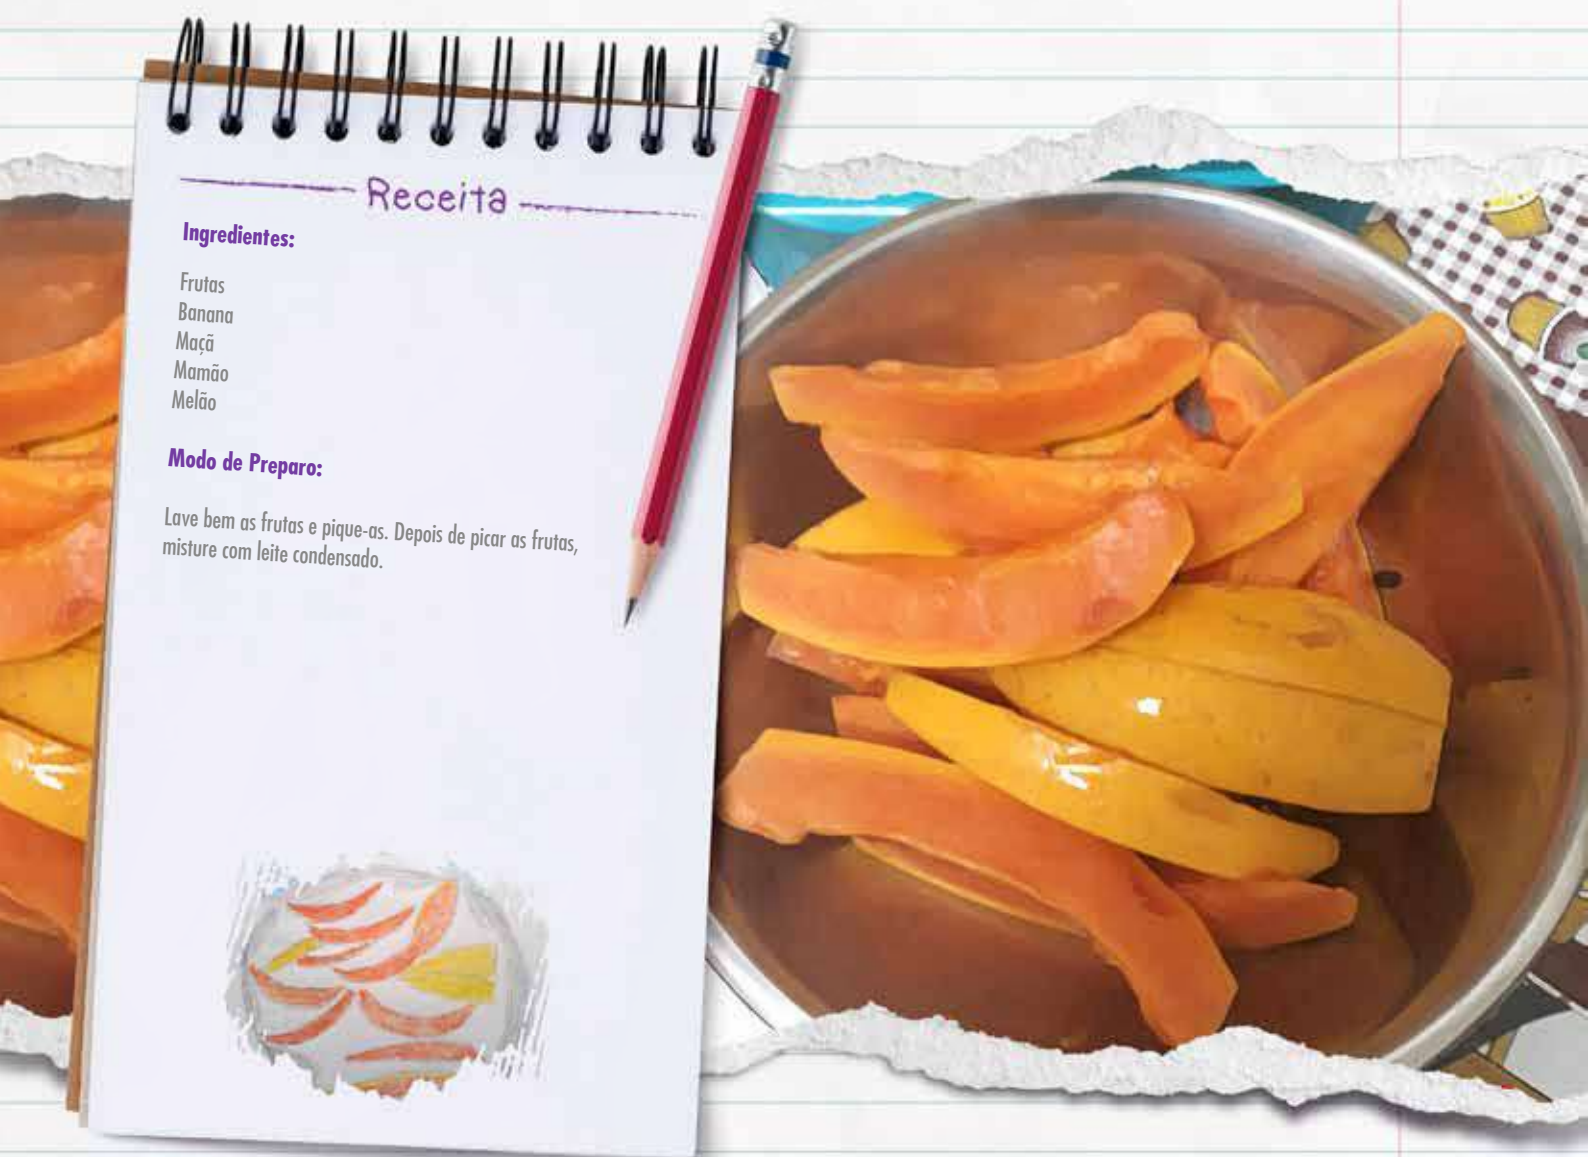 Receita
Ingredientes:
Frutas
Banana
Maçã
Mamão
Melão
Modo de Preparo:
Lave bem as frutas e pique-as. Depois de picar as frutas,
misture com leite condensado.